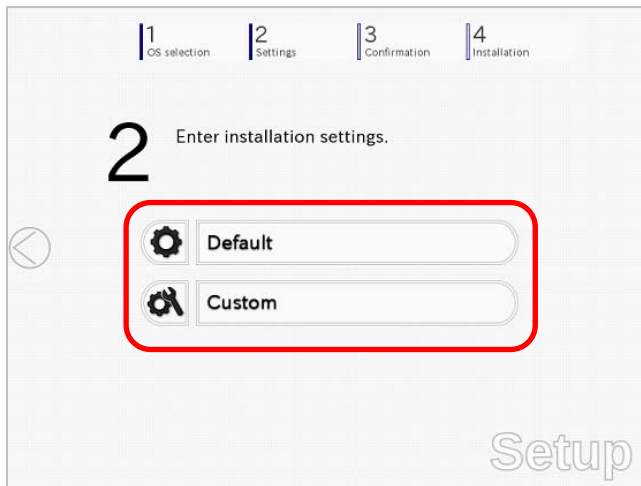 1 2 3 4
OS selection Settings Confirmation Installation
2 Enter installation settings.
Default
Custom
Setup